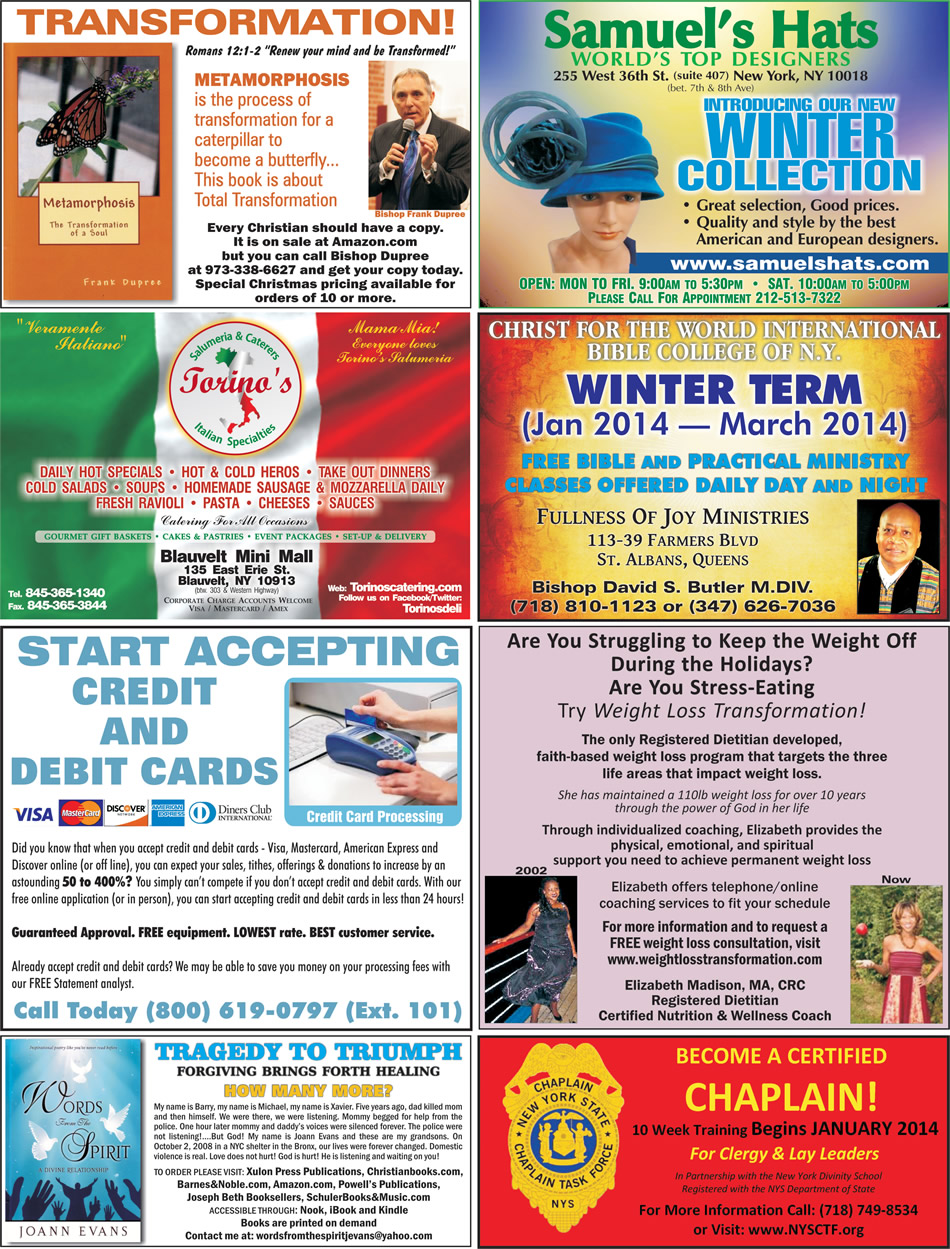 TRANSFORMATION!
Romans 12:1-2 "Renew your mind and be Transformed!"
Metamorphosis
The Transformation
of a Soul
Frank Dupree
METAMORPHOSIS
is the process of
transformation for a
caterpillar to
become a butterfly...
This book is about
Total Transformation
Bishop Frank Dupree
Every Christian should have a copy.
It is on sale at Amazon.com
but you can call Bishop Dupree
at 973-338-6627 and get your copy today.
Special Christmas pricing available for
orders of 10 or more.
Samuel's Hats
WORLD'S TOP DESIGNERS
255 West 36th St. (suite 407) New York, NY 10018
(bet. 7th & 8th Ave)
INTRODUCING OUR NEW
WINTER
COLLECTION
• Great selection, Good prices.
• Quality and style by the best
American and European designers.
www.samuelshats.com
OPEN: MON TO FRI. 9:00AM TO 5:30PM • SAT. 10:00AM TO 5:00PM
PLEASE CALL FOR APPOINTMENT 212-513-7322
"Veramente
Italiano"
Salumeria & Caterers
Torino's
Italian Specialties
Mama Mia!
Everyone loves
Torino's Salumeria
DAILY HOT SPECIALS • HOT & COLD HEROS • TAKE OUT DINNERS
COLD SALADS • SOUPS • HOMEMADE SAUSAGE & MOZZARELLA DAILY
FRESH RAVIOLI • PASTA • CHEESES • SAUCES
Catering For All Occasions
GOURMET GIFT BASKETS • CAKES & PASTRIES • EVENT PACKAGES • SET-UP & DELIVERY
Blauvelt Mini Mall
135 East Erie St.
Blauvelt, NY 10913
(btw. 303 & Western Highway)
CORPORATE CHARGE ACCOUNTS WELCOME
VISA / MASTERCARD / AMEX
Tel. 845-365-1340
Fax. 845-365-3844
Web: Torinoscatering.com
Follow us on Facebook/Twitter:
Torinosdeli
CHRIST FOR THE WORLD INTERNATIONAL
BIBLE COLLEGE OF N.Y.
WINTER TERM
(Jan 2014 — March 2014)
FREE BIBLE AND PRACTICAL MINISTRY
CLASSES OFFERED DAILY DAY AND NIGHT
FULLNESS OF JOY MINISTRIES
113-39 FARMERS BLVD
ST. ALBANS, QUEENS
Bishop David S. Butler M.DIV.
(718) 810-1123 or (347) 626-7036
START ACCEPTING
CREDIT
AND
DEBIT CARDS
VISA MasterCard DISCOVER NETWORK AMERICAN EXPRESS Diners Club INTERNATIONAL
Credit Card Processing
Did you know that when you accept credit and debit cards - Visa, Mastercard, American Express and
Discover online (or off line), you can expect your sales, tithes, offerings & donations to increase by an
astounding 50 to 400%? You simply can't compete if you don't accept credit and debit cards. With our
free online application (or in person), you can start accepting credit and debit cards in less than 24 hours!
Guaranteed Approval. FREE equipment. LOWEST rate. BEST customer service.
Already accept credit and debit cards? We may be able to save you money on your processing fees with
our FREE Statement analyst.
Call Today (800) 619-0797 (Ext. 101)
Are You Struggling to Keep the Weight Off
During the Holidays?
Are You Stress-Eating
Try Weight Loss Transformation!
The only Registered Dietitian developed,
faith-based weight loss program that targets the three
life areas that impact weight loss.
She has maintained a 110lb weight loss for over 10 years
through the power of God in her life
Through individualized coaching, Elizabeth provides the
physical, emotional, and spiritual
support you need to achieve permanent weight loss
2002
Now
Elizabeth offers telephone/online
coaching services to fit your schedule
For more information and to request a
FREE weight loss consultation, visit
www.weightlosstransformation.com
Elizabeth Madison, MA, CRC
Registered Dietitian
Certified Nutrition & Wellness Coach
Inspirational poetry like you've never read before
WORDS
From The
SPIRIT
A DIVINE RELATIONSHIP
JOANN EVANS
TRAGEDY TO TRIUMPH
FORGIVING BRINGS FORTH HEALING
HOW MANY MORE?
My name is Barry, my name is Michael, my name is Xavier. Five years ago, dad killed mom
and then himself. We were there, we were listening. Mommy begged for help from the
police. One hour later mommy and daddy's voices were silenced forever. The police were
not listening!....But God! My name is Joann Evans and these are my grandsons. On
October 2, 2008 in a NYC shelter in the Bronx, our lives were forever changed. Domestic
violence is real. Love does not hurt! God is hurt! He is listening and waiting on you!
TO ORDER PLEASE VISIT: Xulon Press Publications, Christianbooks.com,
Barnes&Noble.com, Amazon.com, Powell's Publications,
Joseph Beth Booksellers, SchulerBooks&Music.com
ACCESSIBLE THROUGH: Nook, iBook and Kindle
Books are printed on demand
Contact me at: wordsfromthespiritjevans@yahoo.com
CHAPLAIN
NEW YORK STATE
CHAPLAIN TASK FORCE
NYS
BECOME A CERTIFIED
CHAPLAIN!
10 Week Training Begins JANUARY 2014
For Clergy & Lay Leaders
In Partnership with the New York Divinity School
Registered with the NYS Department of State
For More Information Call: (718) 749-8534
or Visit: www.NYSCTF.org